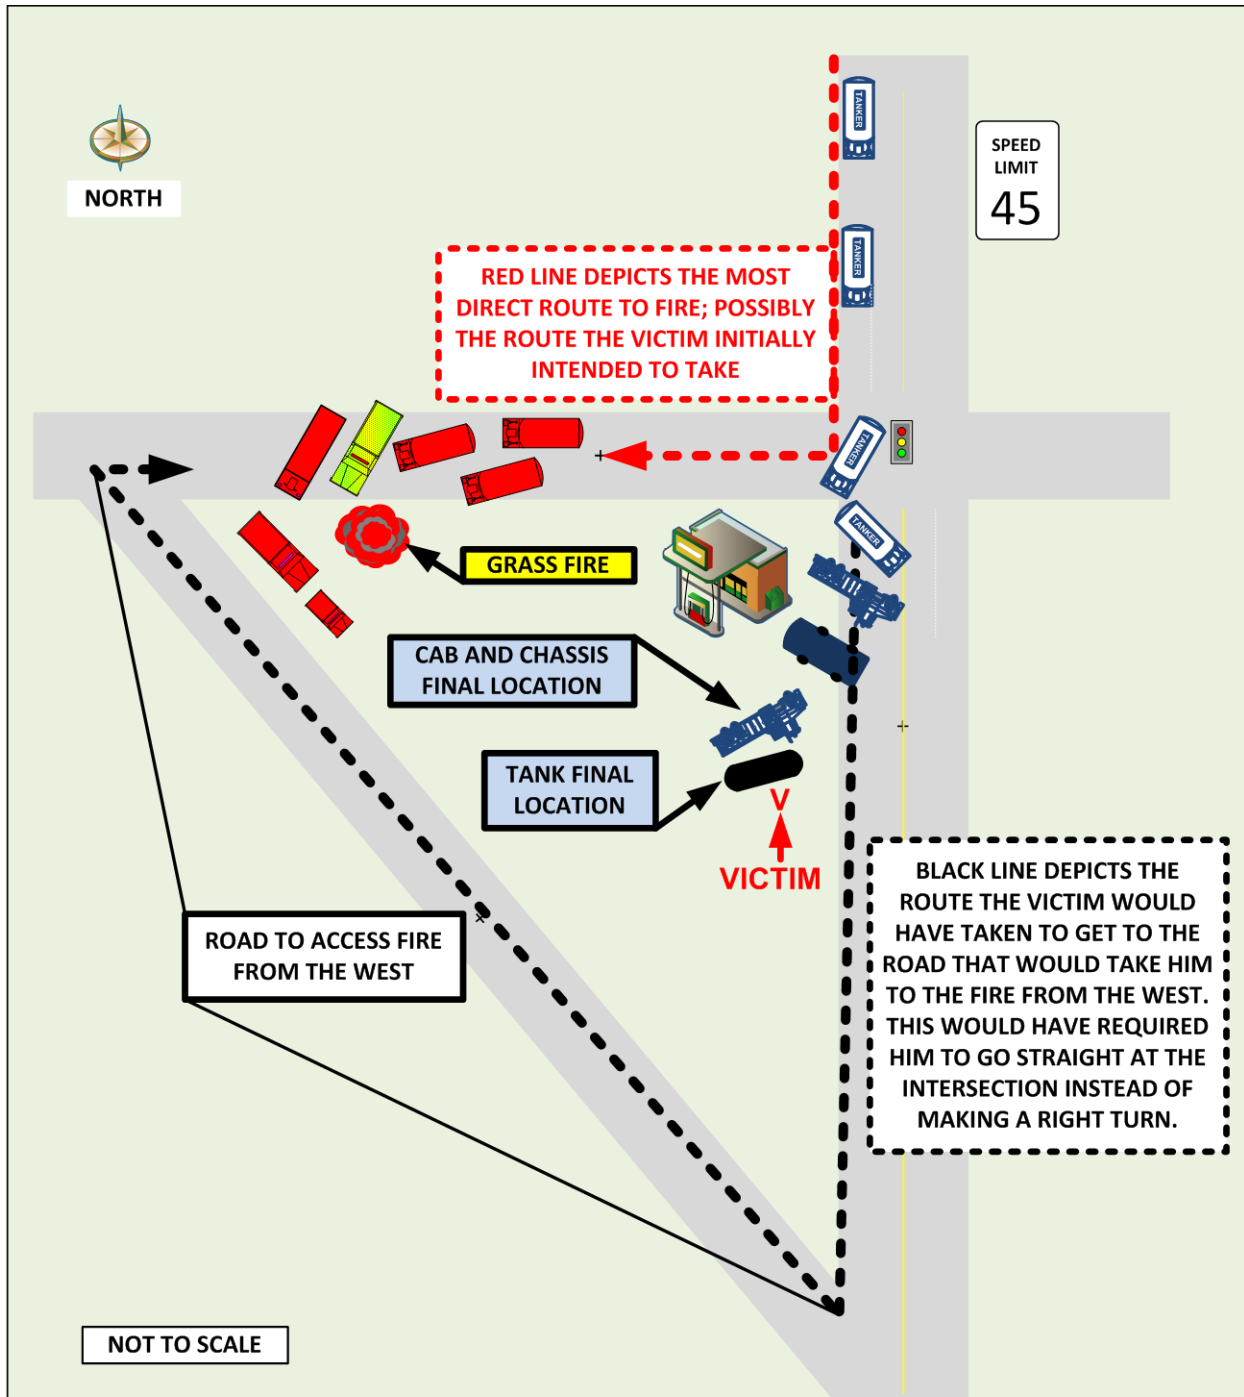 TANKER
SPEED
LIMIT
45
NORTH
TANKER
RED LINE DEPICTS THE MOST
DIRECT ROUTE TO FIRE; POSSIBLY
THE ROUTE THE VICTIM INITIALLY
INTENDED TO TAKE
TANKER
TANKER
GRASS FIRE
CAB AND CHASSIS
FINAL LOCATION
TANK FINAL
LOCATION
V
VICTIM
BLACK LINE DEPICTS THE
ROUTE THE VICTIM WOULD
HAVE TAKEN TO GET TO THE
ROAD THAT WOULD TAKE HIM
TO THE FIRE FROM THE WEST.
THIS WOULD HAVE REQUIRED
HIM TO GO STRAIGHT AT THE
INTERSECTION INSTEAD OF
MAKING A RIGHT TURN.
ROAD TO ACCESS FIRE
FROM THE WEST
NOT TO SCALE